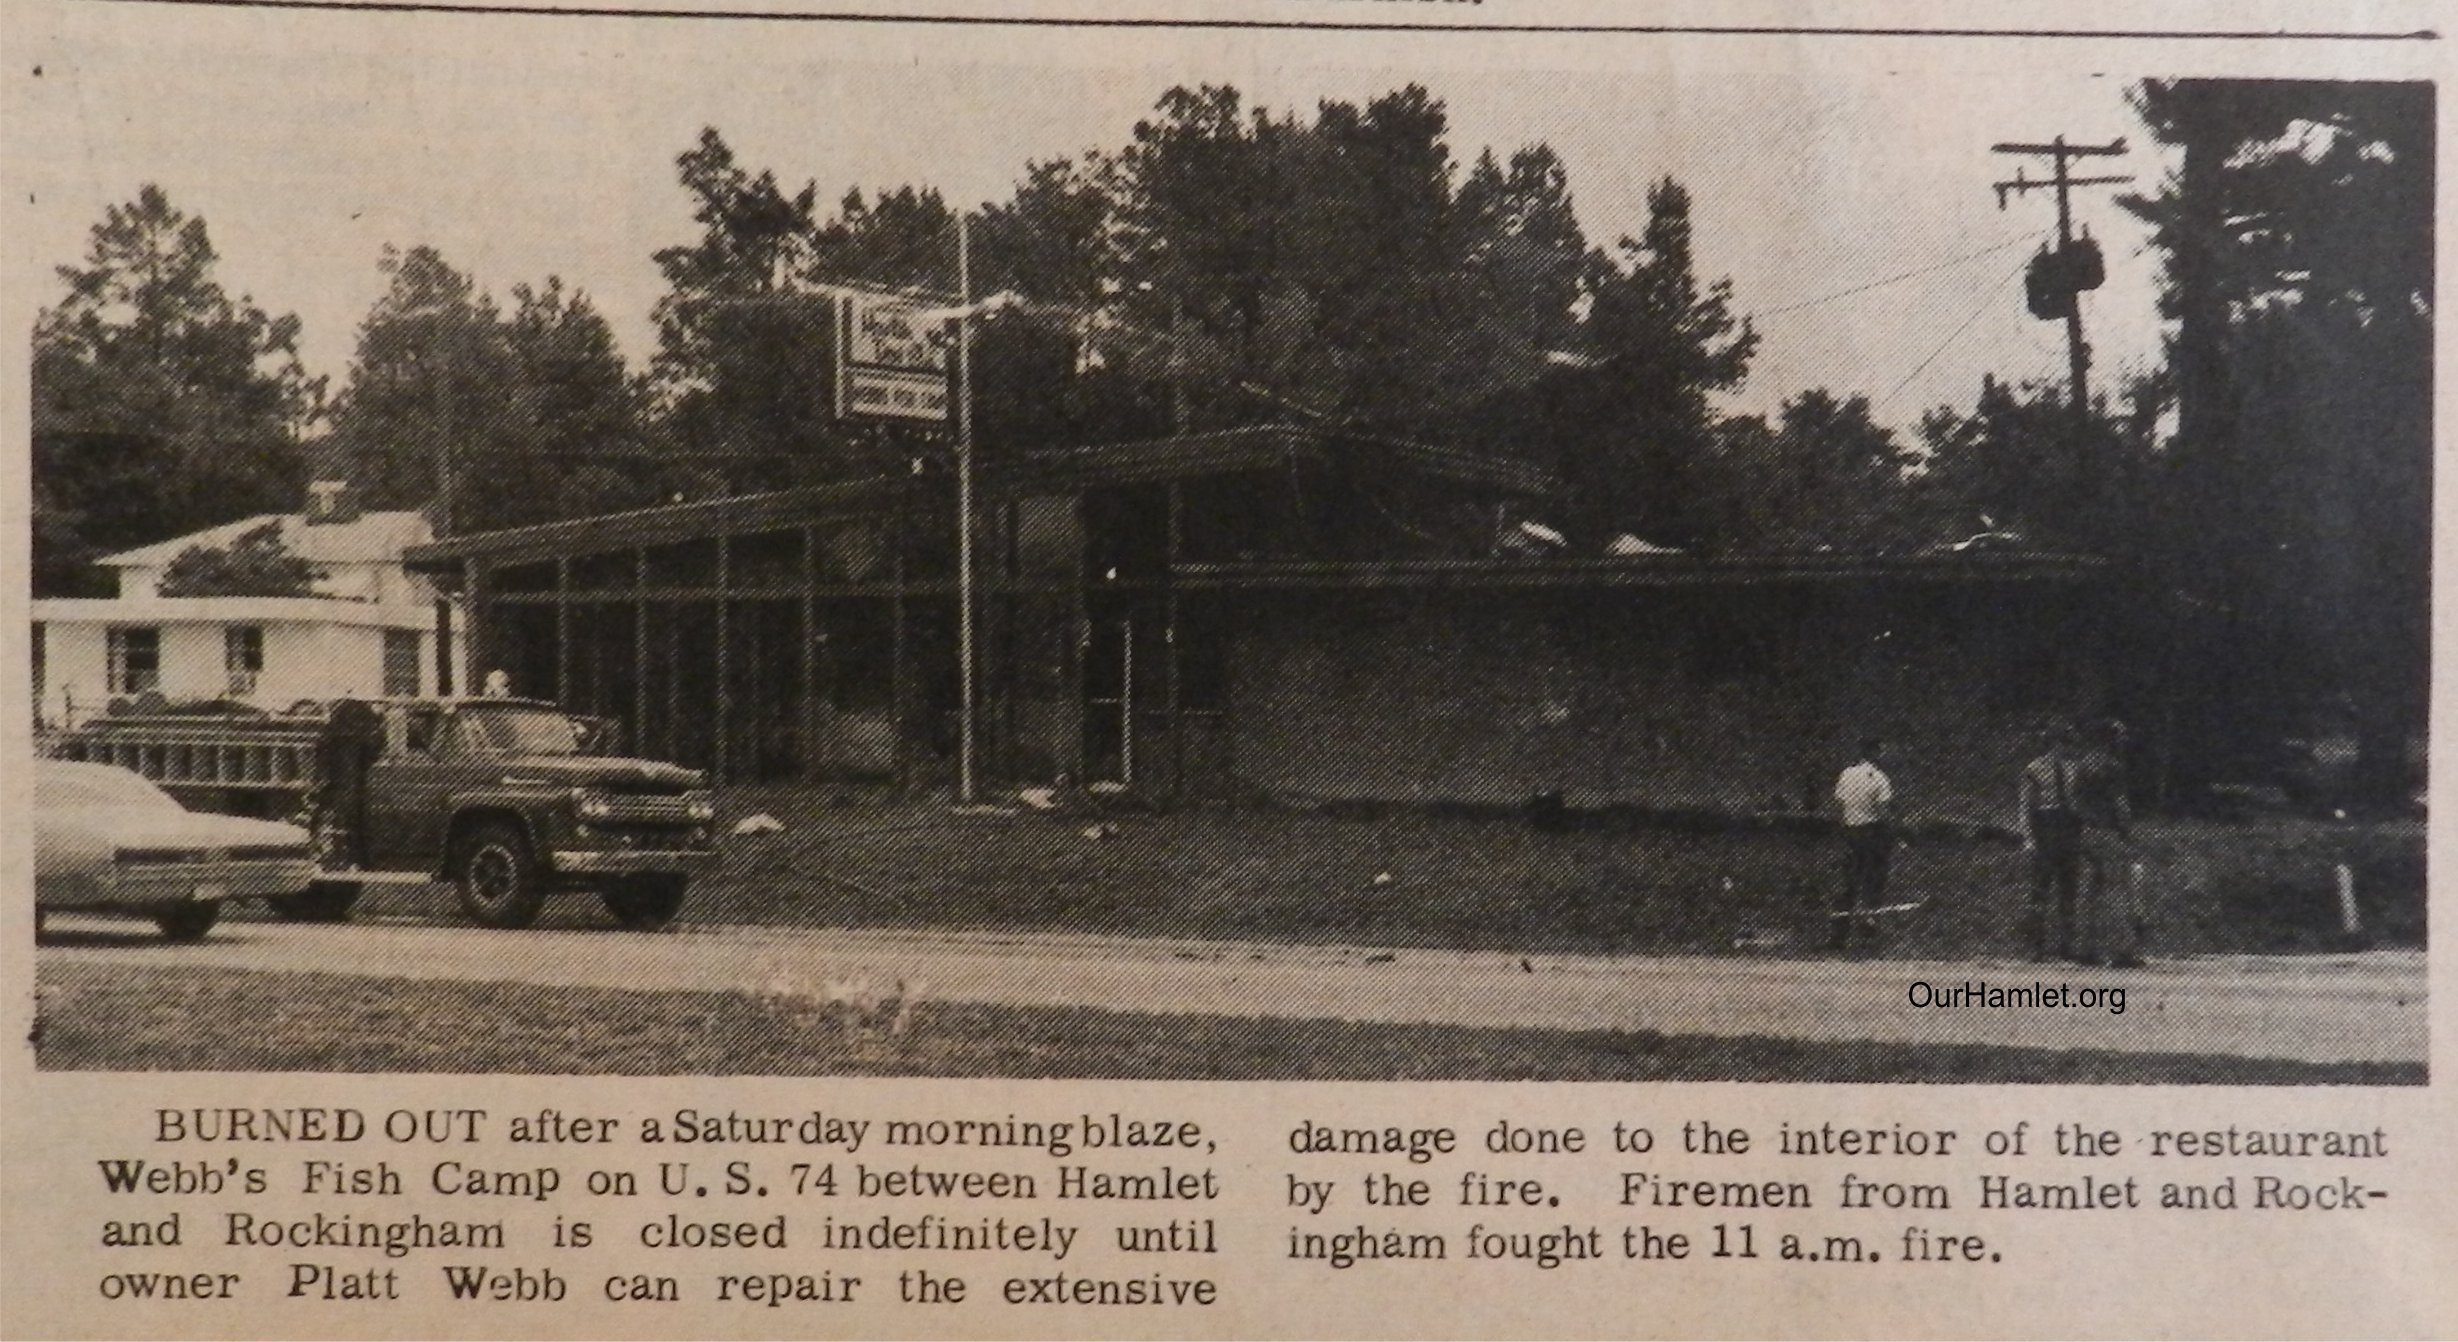 OurHamlet.org
BURNED OUT after a Saturday morning blaze,
Webb's Fish Camp on U. S. 74 between Hamlet
and Rockingham is closed indefinitely until
owner Platt Webb can repair the extensive
damage done to the interior of the restaurant
by the fire. Firemen from Hamlet and Rock-
ingham fought the 11 a.m. fire.